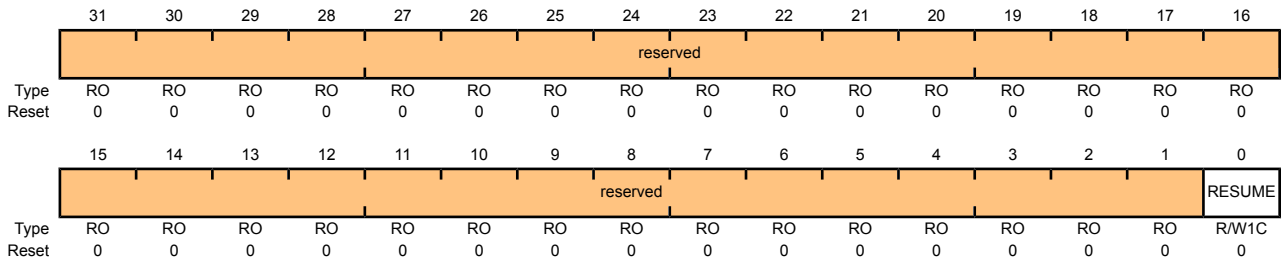 31 30 29 28 27 26 25 24 23 22 21 20 19 18 17 16
reserved
Type RO RO RO RO RO RO RO RO RO RO RO RO RO RO RO RO
Reset 0 0 0 0 0 0 0 0 0 0 0 0 0 0 0 0
15 14 13 12 11 10 9 8 7 6 5 4 3 2 1 0
reserved RESUME
Type RO RO RO RO RO RO RO RO RO RO RO RO RO RO RO R/W1C
Reset 0 0 0 0 0 0 0 0 0 0 0 0 0 0 0 0